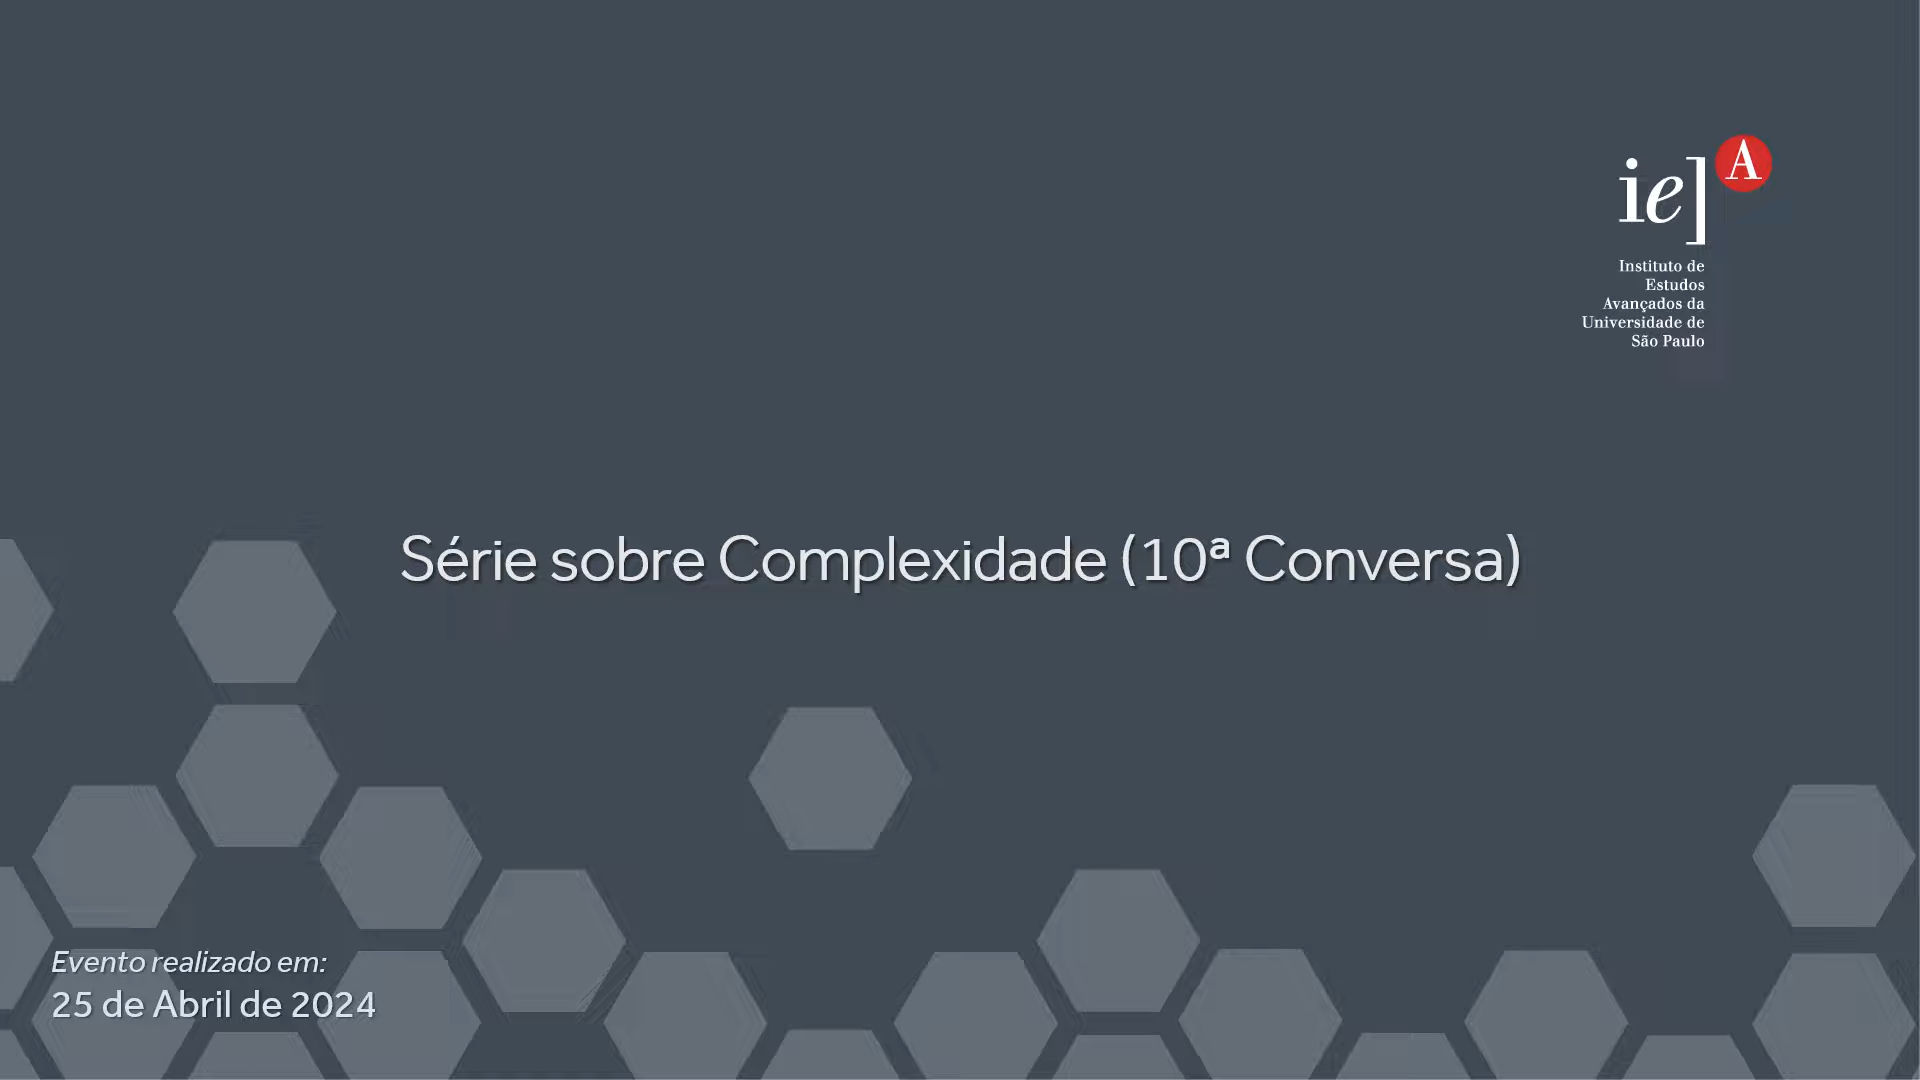 ie]A
Instituto de
Estudos
Avançados da
Universidade de
São Paulo
Série sobre Complexidade (10ª Conversa)
Evento realizado em:
25 de Abril de 2024